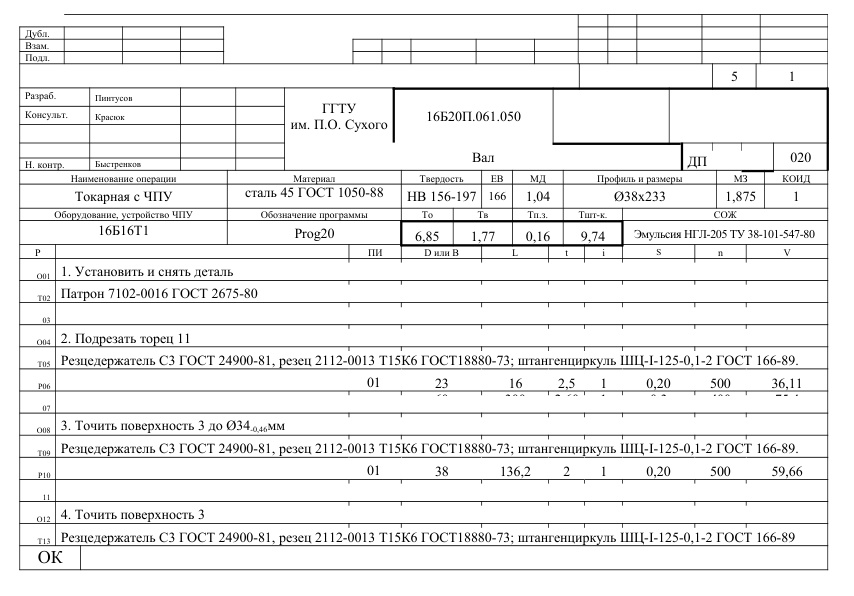 Дубл.
Взам.
Подл.
5 1
Разраб. Пинтусов
Консульт. Красюк
ГГТУ
им. П.О. Сухого
16Б20П.061.050
Вал
ДП 020
Н. контр. Быстренков
Наименование операции Материал Твердость ЕВ МД Профиль и размеры МЗ КОИД
Токарная с ЧПУ сталь 45 ГОСТ 1050-88 НВ 156-197 166 1,04 Ø38х233 1,875 1
Оборудование, устройство ЧПУ Обозначение программы То Тв Тп.з. Тшт-к. СОЖ
16Б16Т1 Prog20 6,85 1,77 0,16 9,74 Эмульсия НГЛ-205 ТУ 38-101-547-80
Р ПИ D или В L t i S n V
О01 1. Установить и снять деталь
Т02 Патрон 7102-0016 ГОСТ 2675-80
03
О04 2. Подрезать торец 11
Т05 Резцедержатель С3 ГОСТ 24900-81, резец 2112-0013 Т15К6 ГОСТ18880-73; штангенциркуль ШЦ-I-125-0,1-2 ГОСТ 166-89.
Р06 01 23 16 2,5 1 0,20 500 36,11
07
О08 3. Точить поверхность 3 до Ø34-0,46мм
Т09 Резцедержатель С3 ГОСТ 24900-81, резец 2112-0013 Т15К6 ГОСТ18880-73; штангенциркуль ШЦ-I-125-0,1-2 ГОСТ 166-89.
Р10 01 38 136,2 2 1 0,20 500 59,66
11
О12 4. Точить поверхность 3
Т13 Резцедержатель С3 ГОСТ 24900-81, резец 2112-0013 Т15К6 ГОСТ18880-73; штангенциркуль ШЦ-I-125-0,1-2 ГОСТ 166-89
ОК